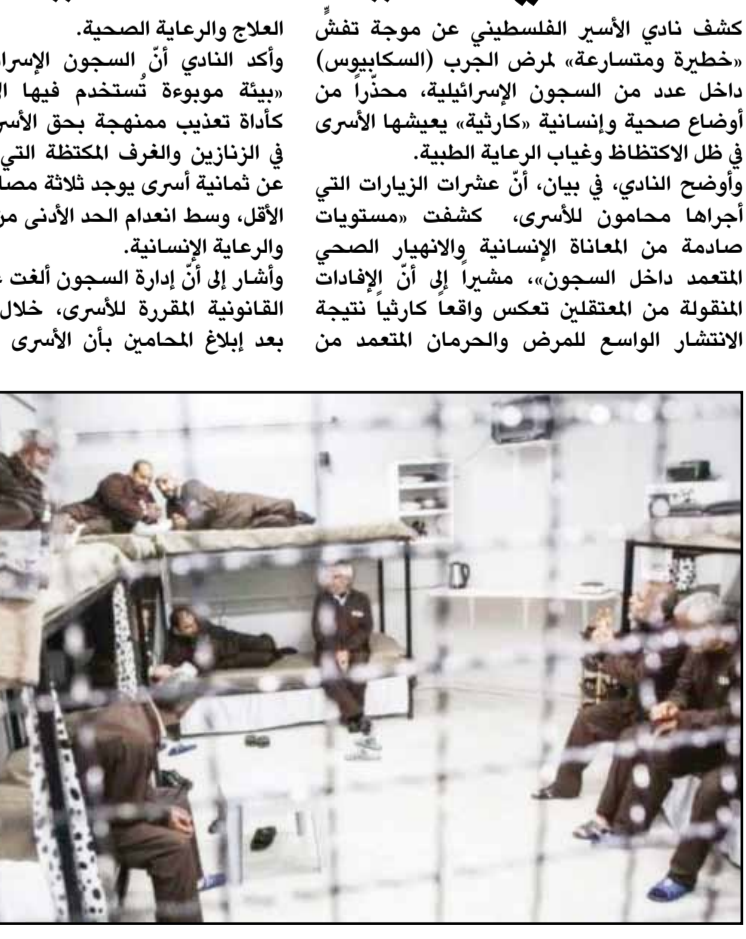 كشف نادي الأسير الفلسطيني عن موجة تفشٍّ
«خطيرة ومتسارعة» لمرض الجرب (السكابيوس)
داخل عدد من السجون الإسرائيلية، محذّراً من
أوضاع صحية وإنسانية «كارثية» يعيشها الأسرى
في ظل الاكتظاظ وغياب الرعاية الطبية.
وأوضح النادي، في بيان، أنّ عشرات الزيارات التي
أجراها محامون للأسرى، كشفت «مستويات
صادمة من المعاناة الإنسانية والانهيار الصحي
المتعمد داخل السجون»، مشيراً إلى أنّ الإفادات
المنقولة من المعتقلين تعكس واقعاً كارثياً نتيجة
الانتشار الواسع للمرض والحرمان المتعمد من
العلاج والرعاية الصحية.
وأكد النادي أنّ السجون
«بيئة موبوءة تُستخدم فيها
كأداة تعذيب ممنهجة بحق
في الزنازين والغرف المكتظة التي
عن ثمانية أسرى يوجد ثلاثة
الأقل، وسط انعدام الحد الأدنى
والرعاية الإنسانية.
وأشار إلى أنّ إدارة السجون ألغت
القانونية المقررة للأسرى، خلال
بعد إبلاغ المحامين بأن الأسرى